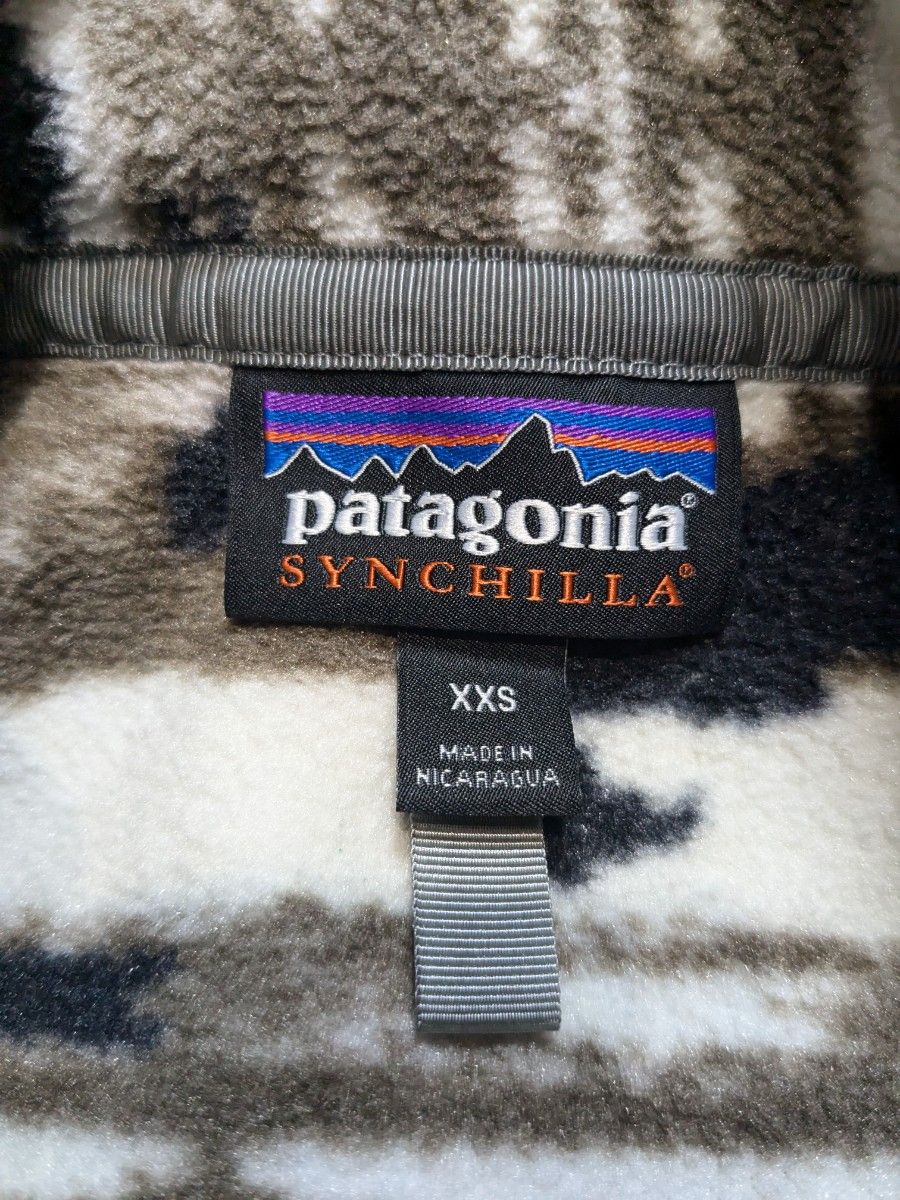 patagonia®
SYNCHILLA®
XXS
MADE IN
NICARAGUA